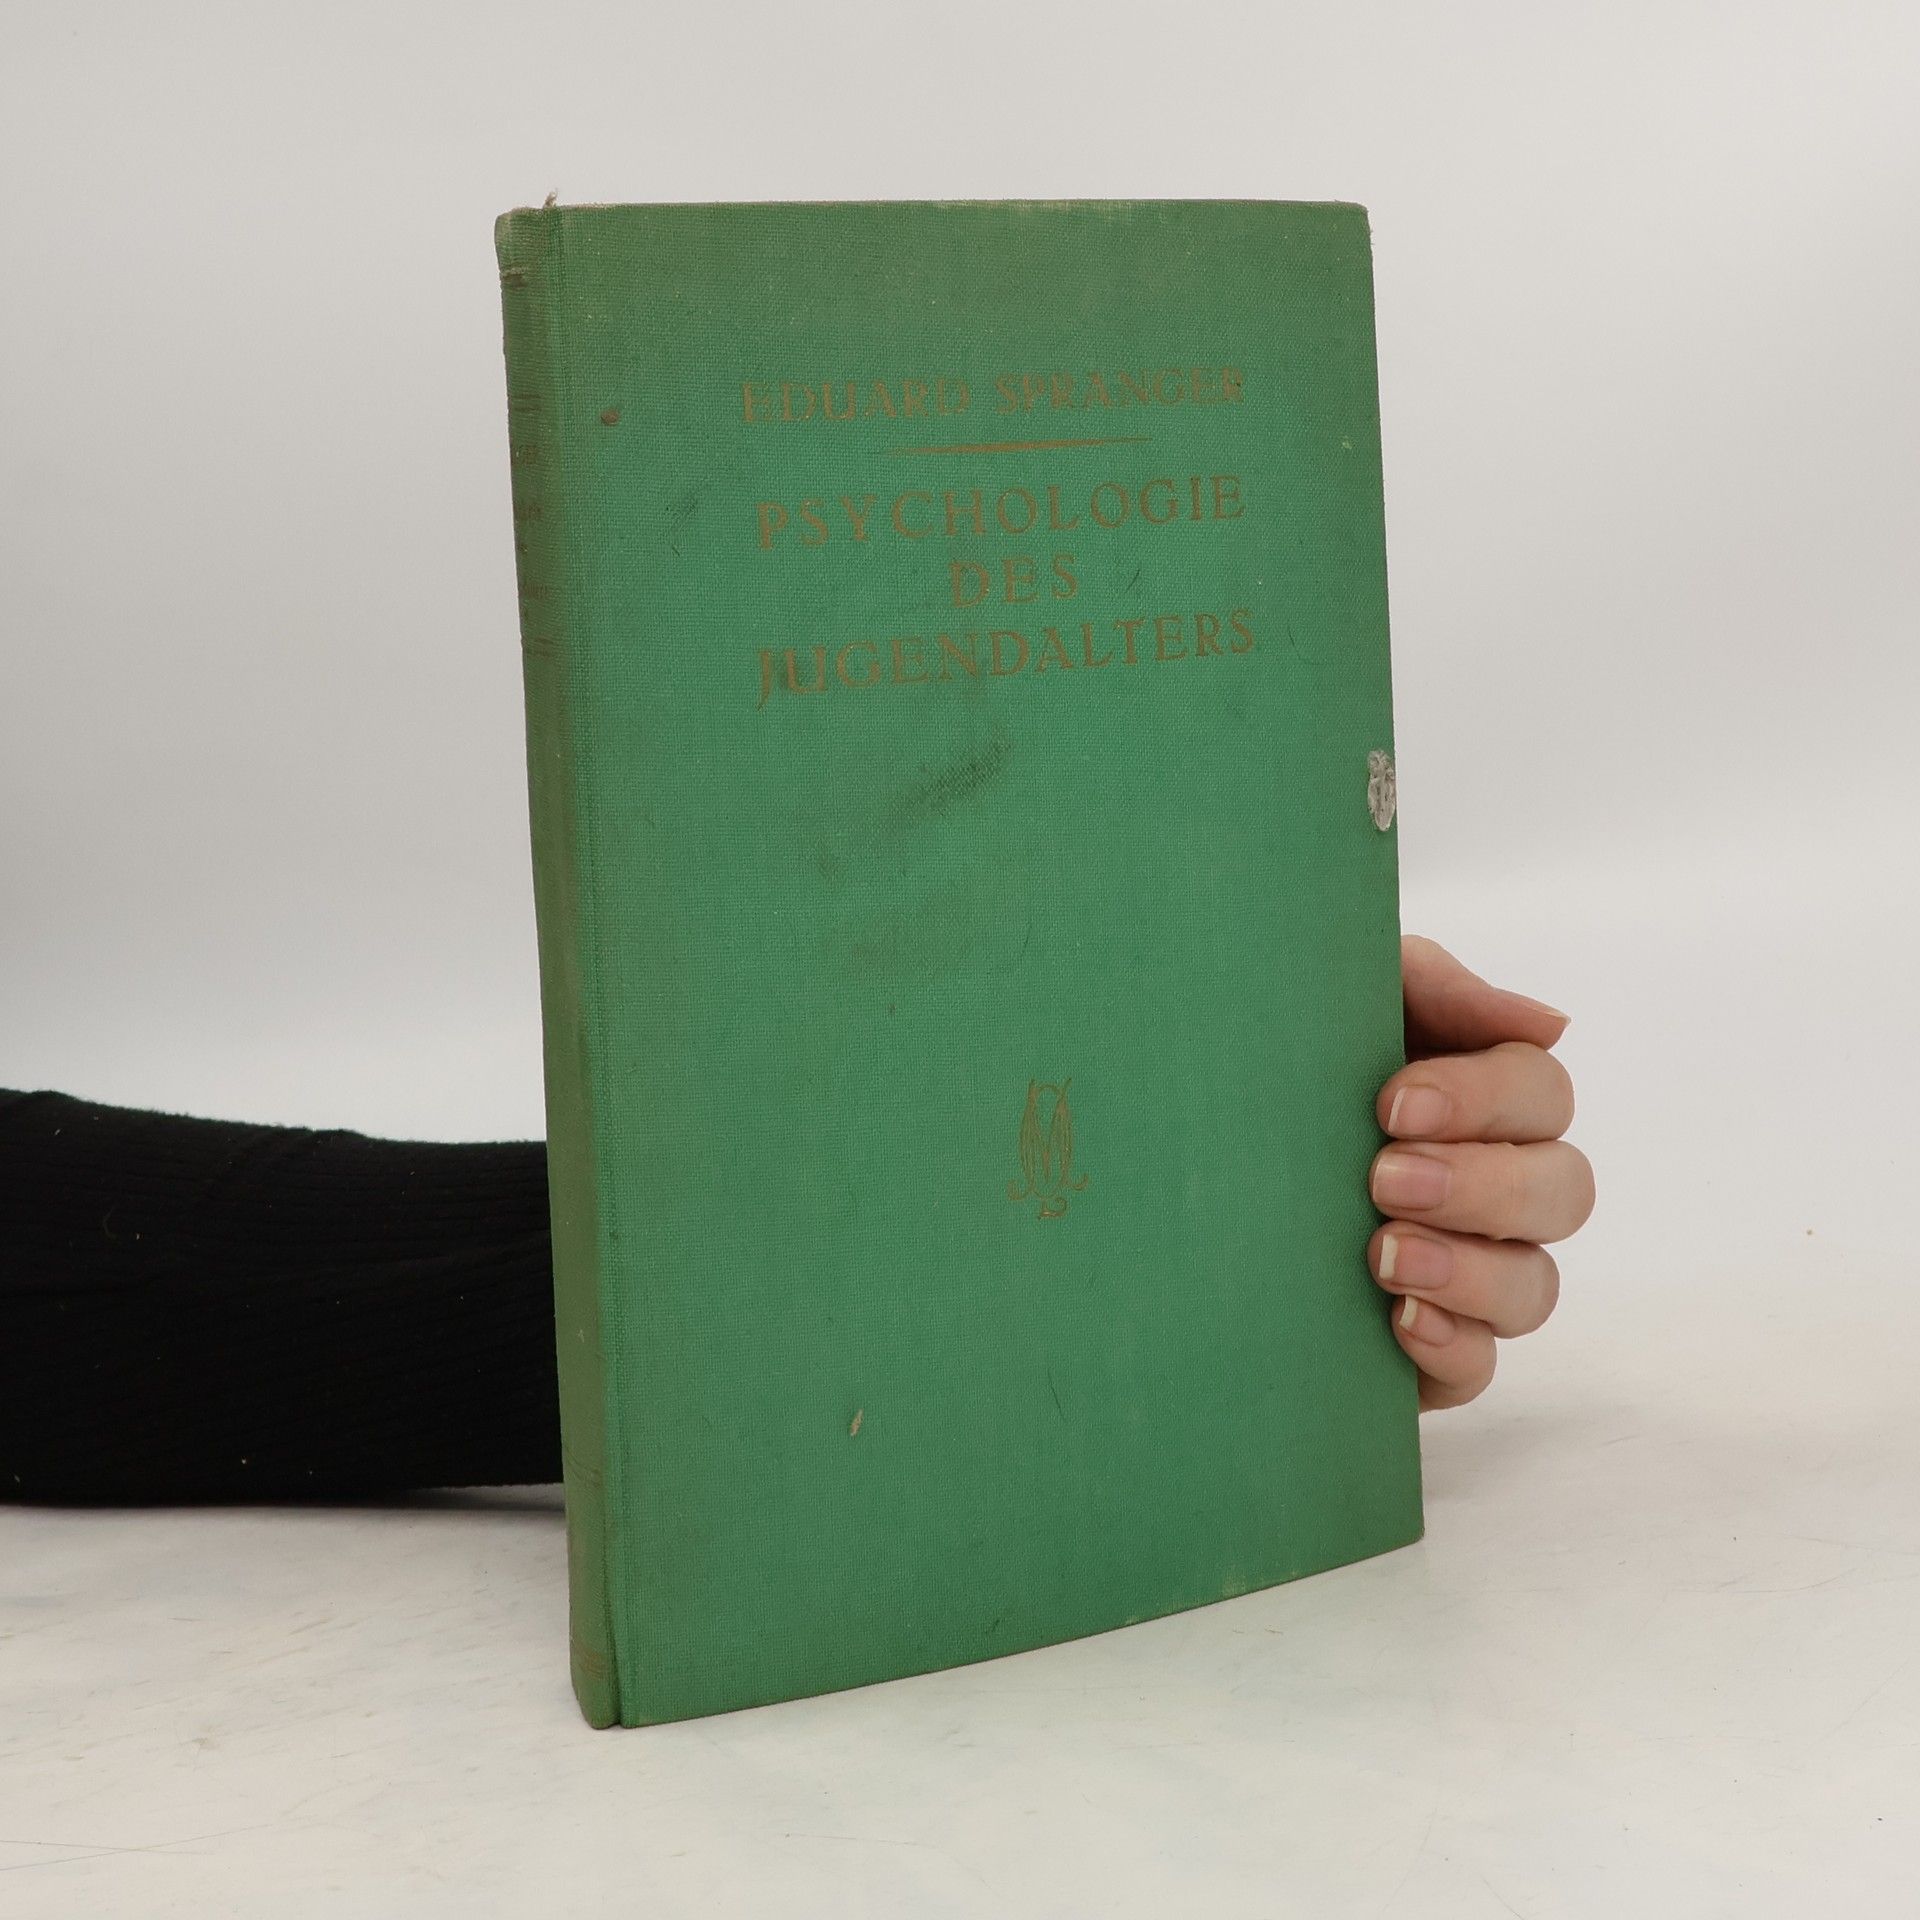 EDUARD SPRANGER
PSYCHOLOGIE
DES
JUGENDALTERS